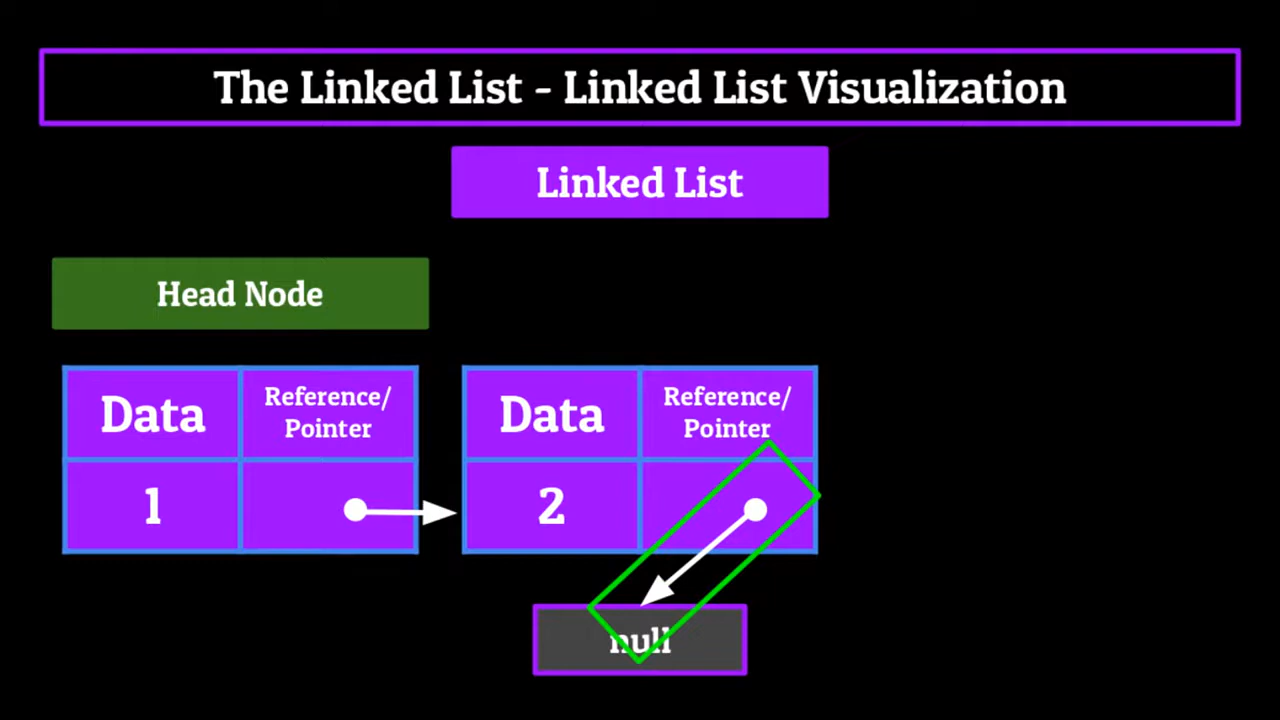 The Linked List - Linked List Visualization
Linked List
Head Node
Data
Reference/
Pointer
Data
Reference/
Pointer
1
2
null